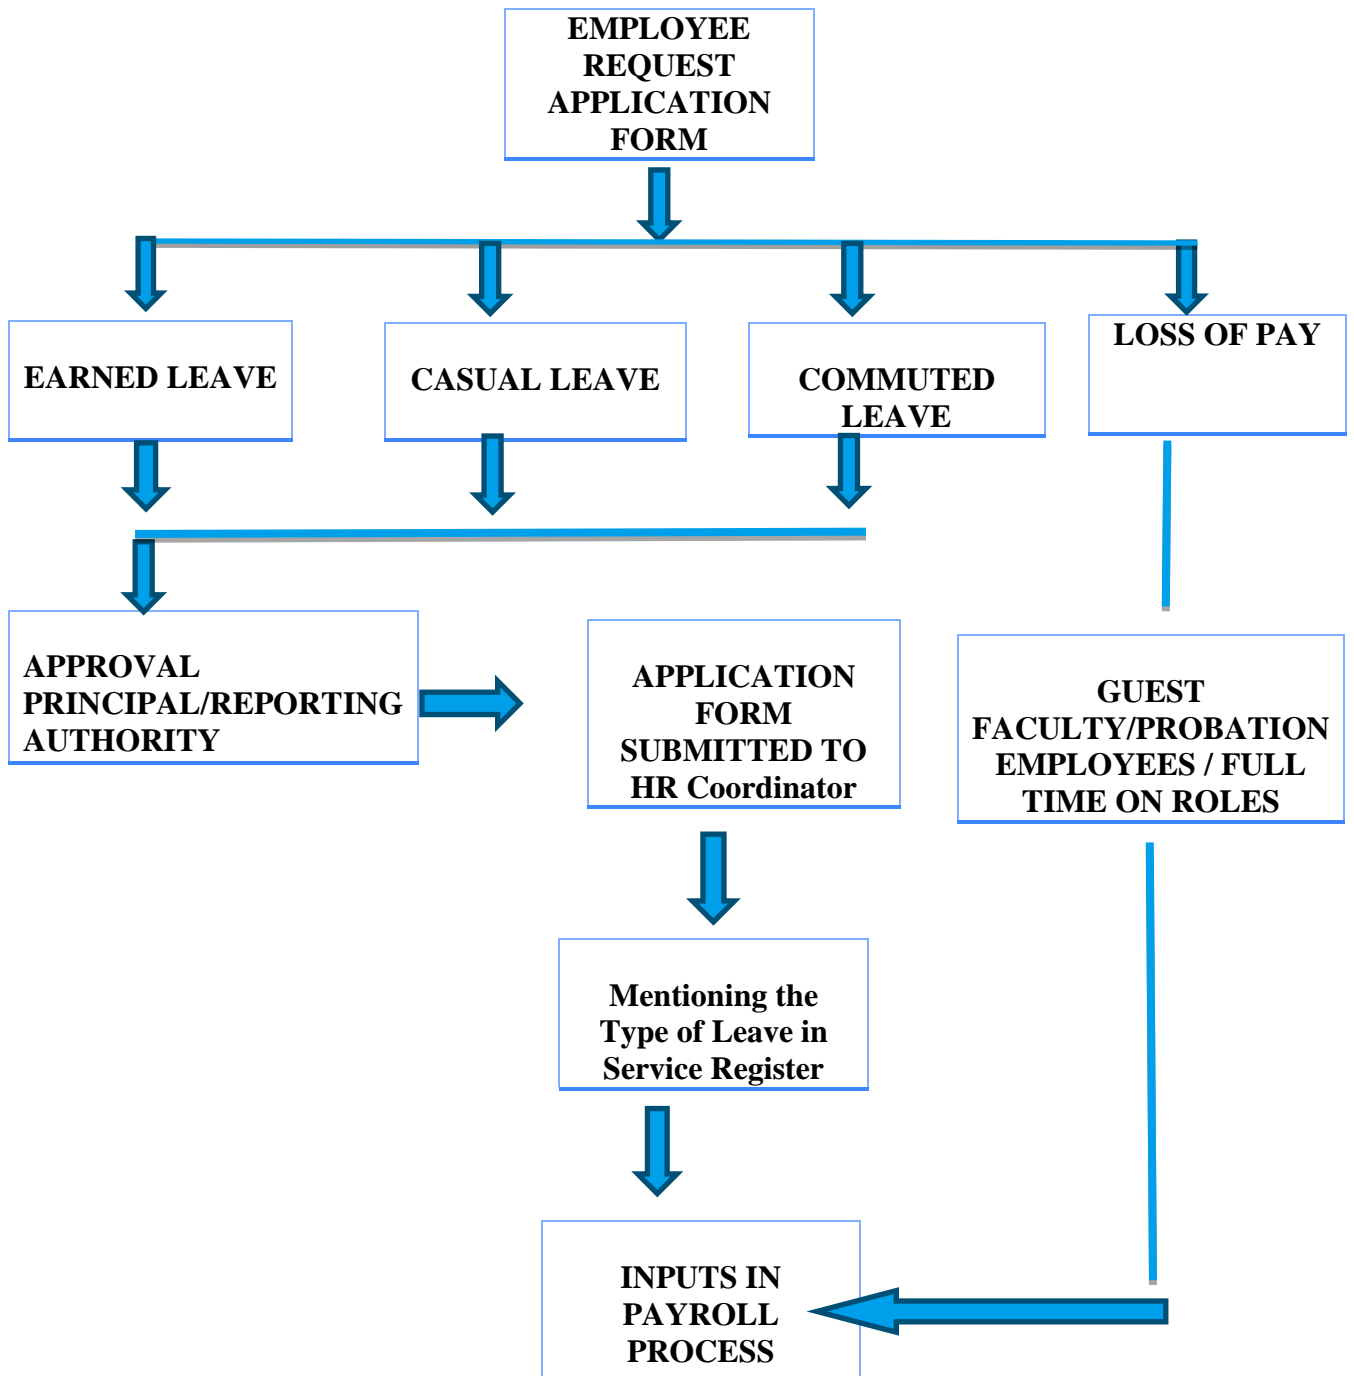 EMPLOYEE
REQUEST
APPLICATION
FORM
EARNED LEAVE
CASUAL LEAVE
COMMUTED
LEAVE
LOSS OF PAY
APPROVAL
PRINCIPAL/REPORTING
AUTHORITY
APPLICATION
FORM
SUBMITTED TO
HR Coordinator
GUEST
FACULTY/PROBATION
EMPLOYEES / FULL
TIME ON ROLES
Mentioning the
Type of Leave in
Service Register
INPUTS IN
PAYROLL
PROCESS